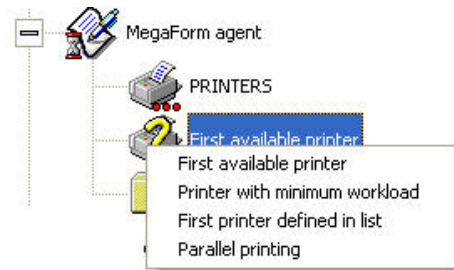 MegaForm agent
PRINTERS
First available printer
First available printer
Printer with minimum workload
First printer defined in list
Parallel printing